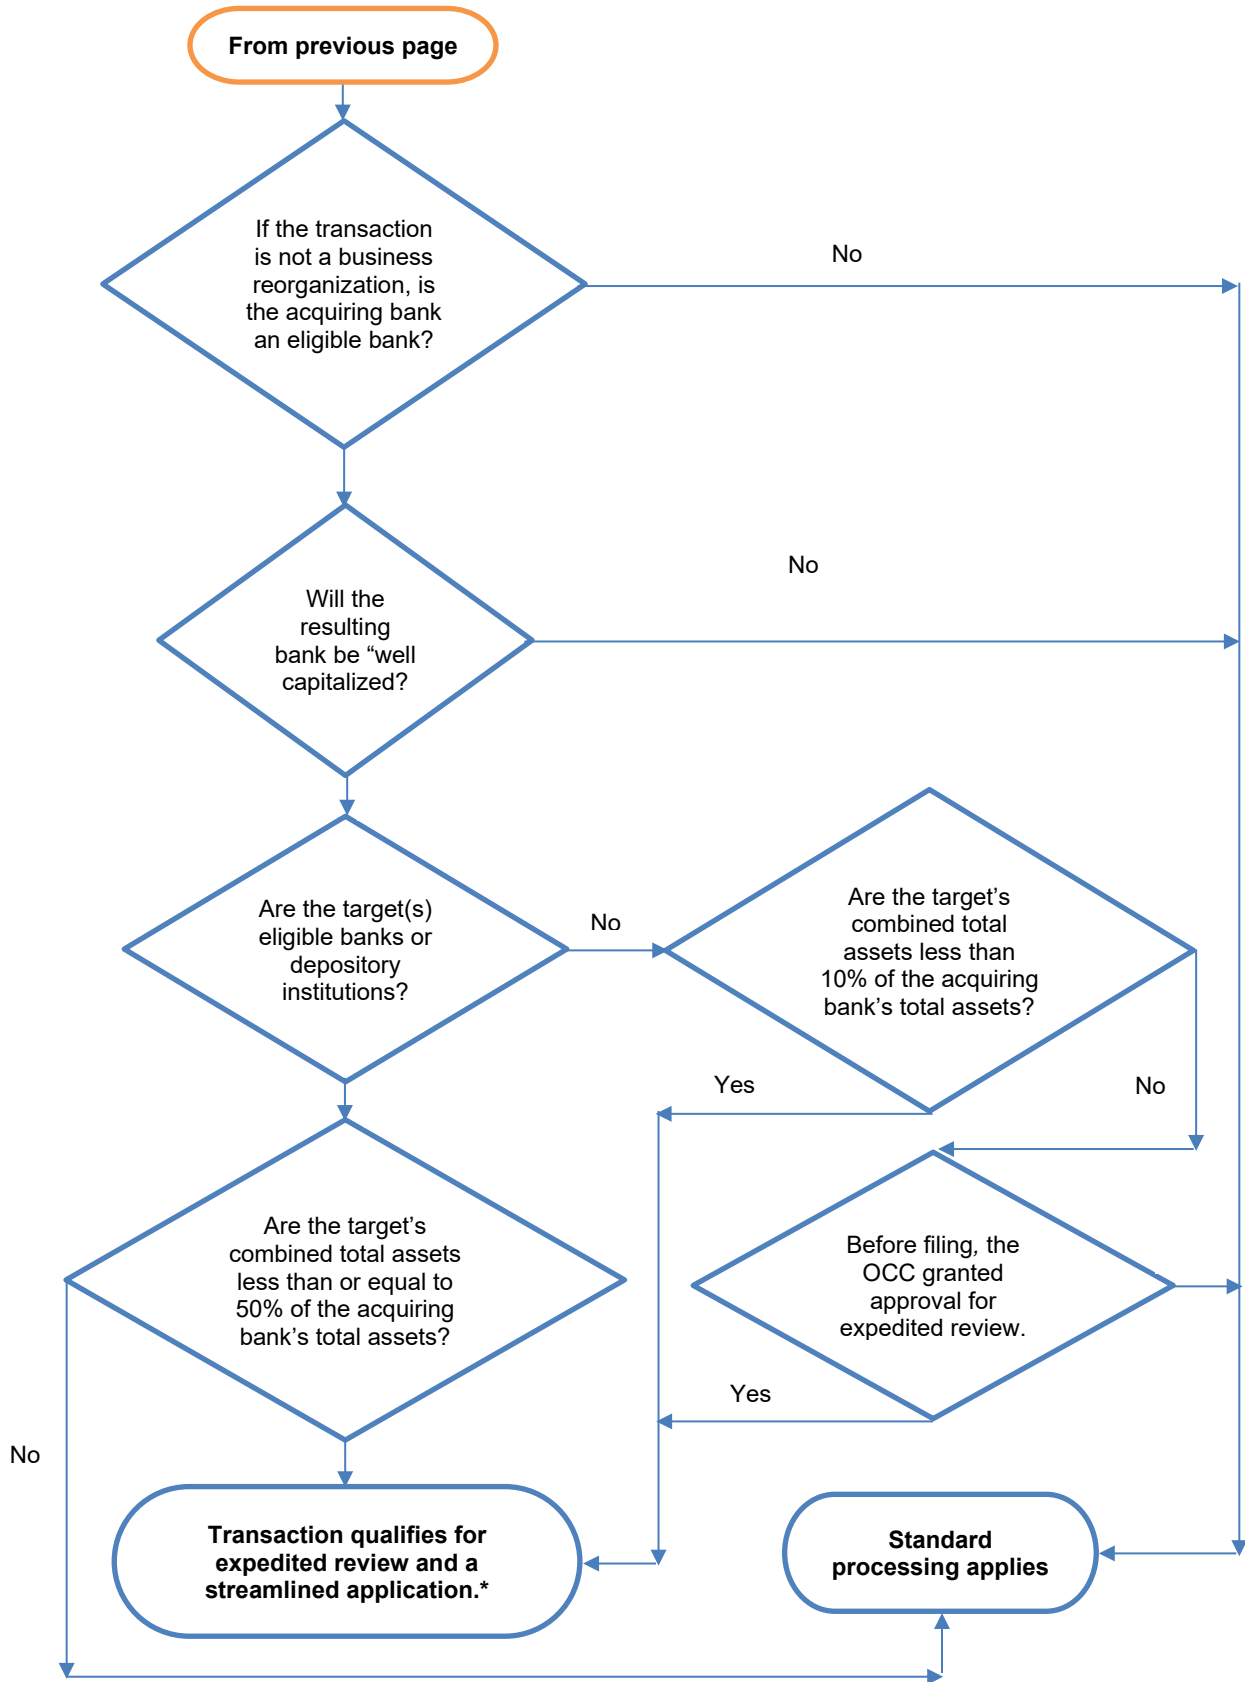 From previous page
If the transaction
is not a business
reorganization, is
the acquiring bank
an eligible bank?
No
Will the
resulting
bank be “well
capitalized?
No
Are the target(s)
eligible banks or
depository
institutions?
No
Are the target’s
combined total
assets less than
10% of the acquiring
bank’s total assets?
Yes
No
Are the target’s
combined total assets
less than or equal to
50% of the acquiring
bank’s total assets?
Before filing, the
OCC granted
approval for
expedited review.
Yes
No
Transaction qualifies for
expedited review and a
streamlined application.*
Standard
processing applies